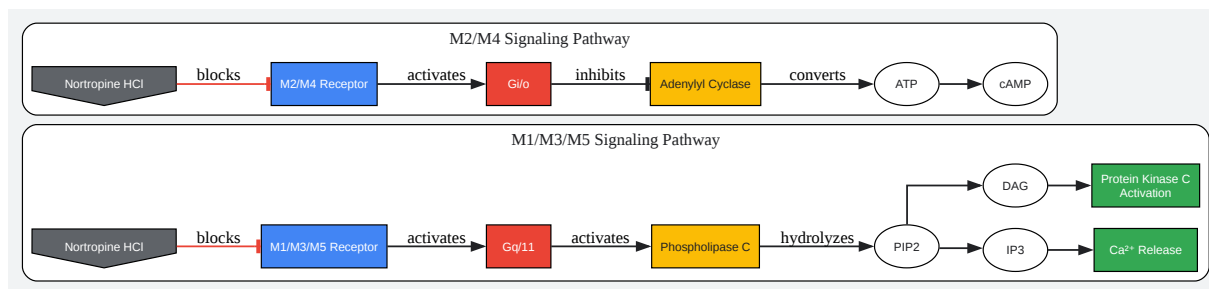 M2/M4 Signaling Pathway
Nortropine HCl
blocks
M2/M4 Receptor
activates
Gi/o
inhibits
Adenylyl Cyclase
converts
ATP
cAMP
M1/M3/M5 Signaling Pathway
DAG
Protein Kinase C
Activation
Nortropine HCl
blocks
M1/M3/M5 Receptor
activates
Gq/11
activates
Phospholipase C
hydrolyzes
PIP2
IP3
Ca²⁺ Release